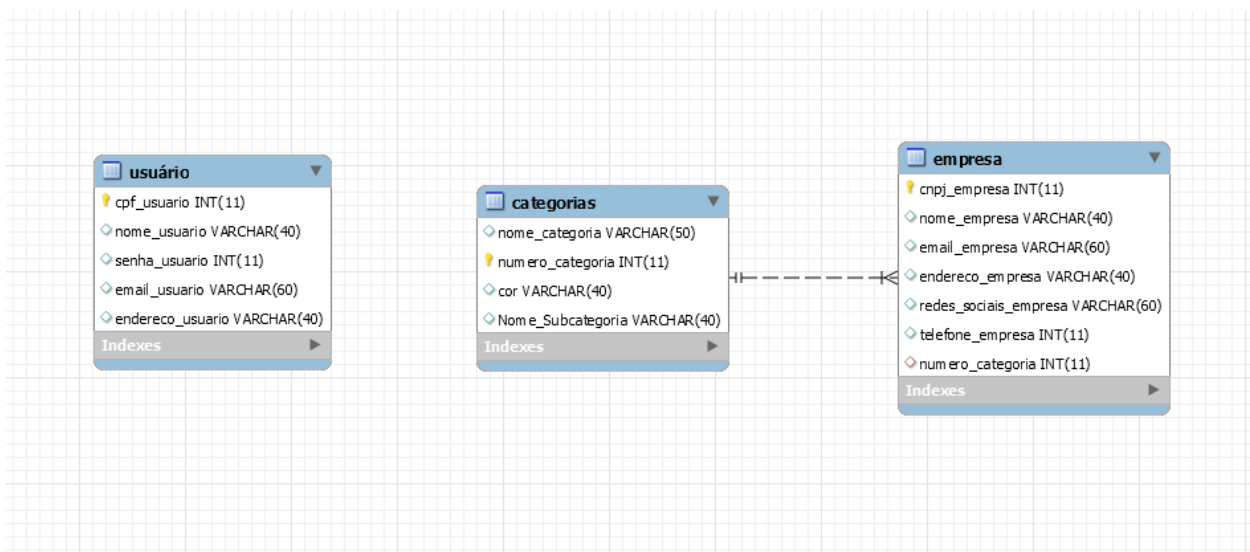 usuário
cpf_usuario INT(11)
nome_usuario VARCHAR(40)
senha_usuario INT(11)
email_usuario VARCHAR(60)
endereco_usuario VARCHAR(40)
Indexes
categorias
nome_categoria VARCHAR(50)
numero_categoria INT(11)
cor VARCHAR(40)
Nome_Subcategoria VARCHAR(40)
Indexes
empresa
cnpj_empresa INT(11)
nome_empresa VARCHAR(40)
email_empresa VARCHAR(60)
endereco_empresa VARCHAR(40)
redes_sociais_empresa VARCHAR(60)
telefone_empresa INT(11)
numero_categoria INT(11)
Indexes